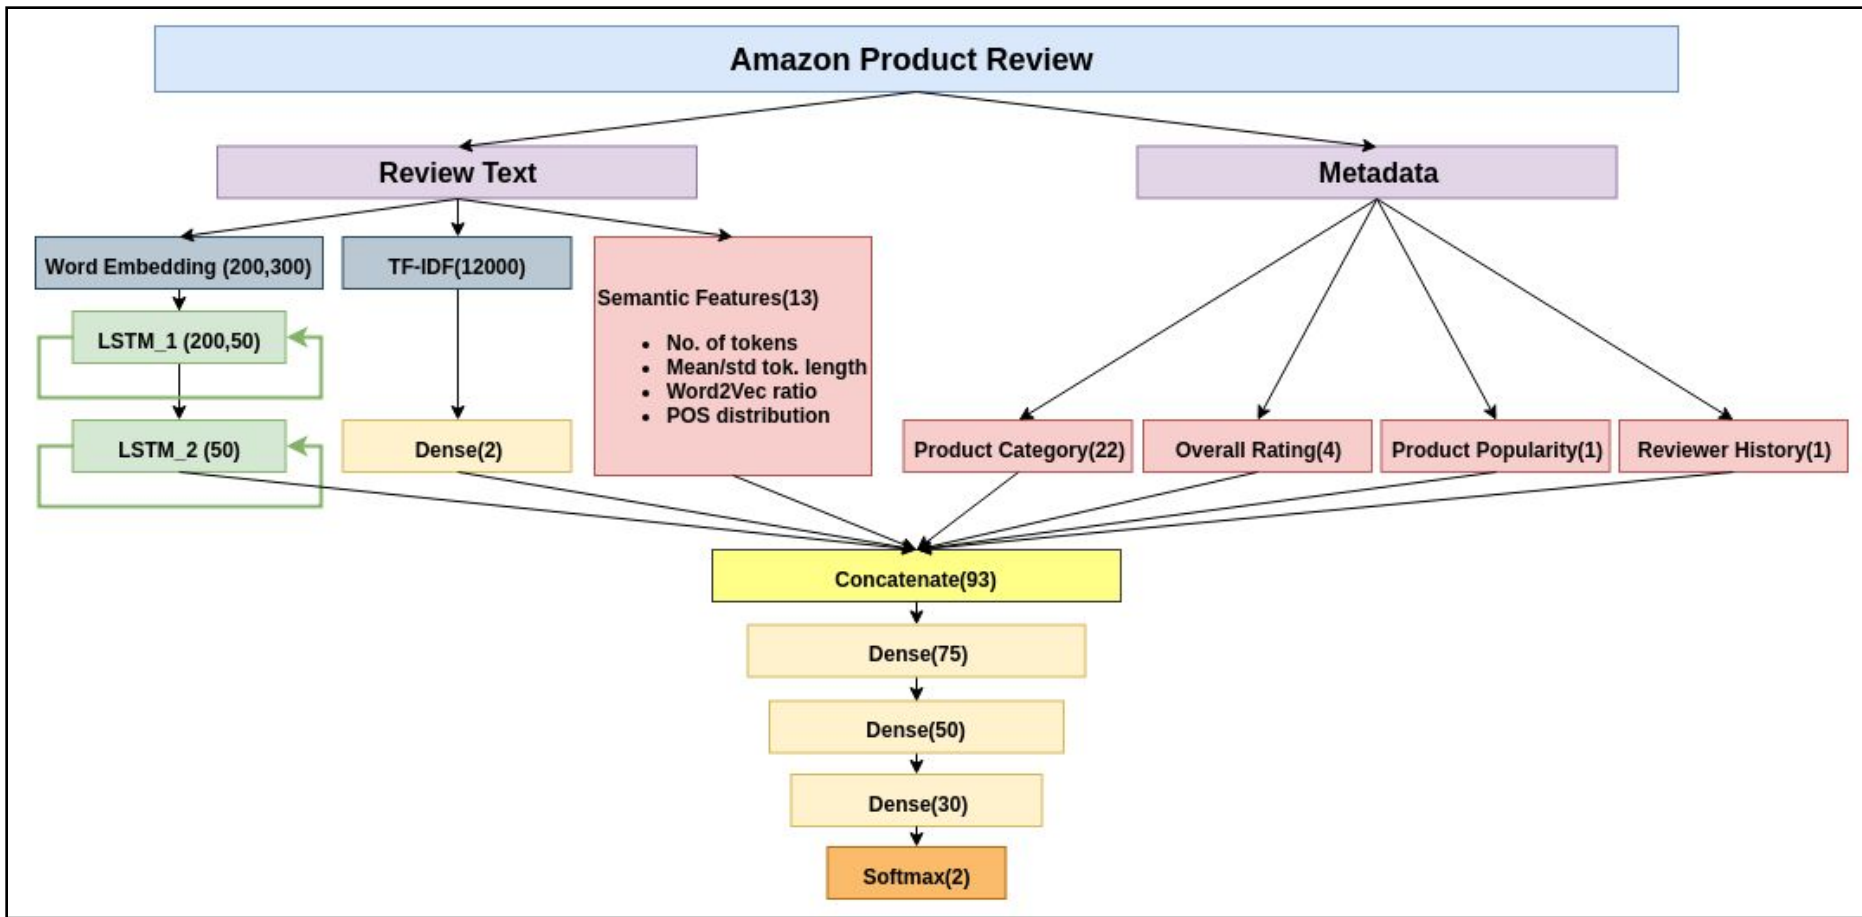 Amazon Product Review
Review Text
Metadata
Word Embedding (200,300)
TF-IDF(12000)
Semantic Features(13)
• No. of tokens
• Mean/std tok. length
• Word2Vec ratio
• POS distribution
LSTM_1 (200,50)
LSTM_2 (50)
Dense(2)
Product Category(22)
Overall Rating(4)
Product Popularity(1)
Reviewer History(1)
Concatenate(93)
Dense(75)
Dense(50)
Dense(30)
Softmax(2)